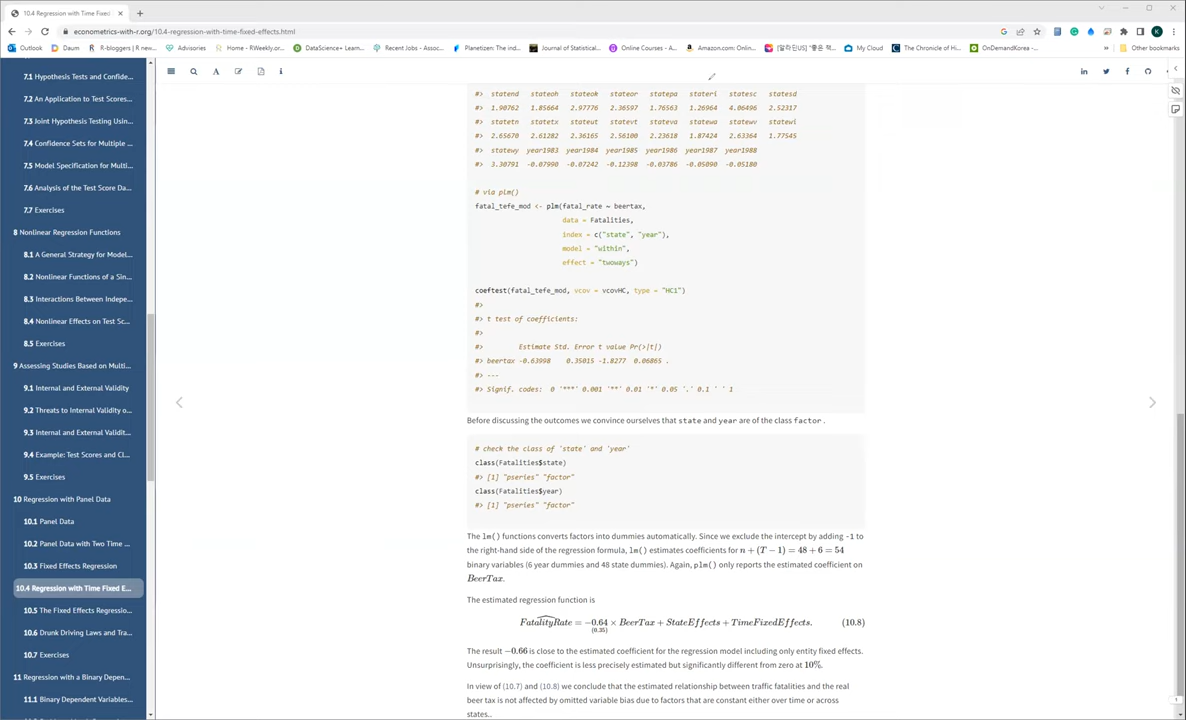 10.4 Regression with Time Fixed
econometrics-with-r.org/10.4-regression-with-time-fixed-effects.html
Outlook Daum R-bloggers | R new... Advisories Home - RWeekly.or... DataScience+ Learn... Recent Jobs - Assoc... Planetizen: The ind... Journal of Statistical... Online Courses - A... Amazon.com: Onlin... [알라딘US] "좋은 책... My Cloud The Chronicle of Hi... OnDemandKorea - » Other bookmarks
7.1 Hypothesis Tests and Confide...
7.2 An Application to Test Scores...
7.3 Joint Hypothesis Testing Usin...
7.4 Confidence Sets for Multiple ...
7.5 Model Specification for Multi...
7.6 Analysis of the Test Score Da...
7.7 Exercises
8 Nonlinear Regression Functions
8.1 A General Strategy for Model...
8.2 Nonlinear Functions of a Sin...
8.3 Interactions Between Indepe...
8.4 Nonlinear Effects on Test Sc...
8.5 Exercises
9 Assessing Studies Based on Multi...
9.1 Internal and External Validity
9.2 Threats to Internal Validity o...
9.3 Internal and External Validit...
9.4 Example: Test Scores and Cl...
9.5 Exercises
10 Regression with Panel Data
10.1 Panel Data
10.2 Panel Data with Two Time ...
10.3 Fixed Effects Regression
10.4 Regression with Time Fixed E...
10.5 The Fixed Effects Regressio...
10.6 Drunk Driving Laws and Tra...
10.7 Exercises
11 Regression with a Binary Depen...
11.1 Binary Dependent Variables...
#> statend stateoh stateok stateor statepa stateri statesc statesd
#> 1.90762 1.85664 2.97776 2.36597 1.76563 1.26964 4.06496 2.52317
#> statetn statetx stateut statevt stateva statewa statewv statewi
#> 2.65670 2.61282 2.36165 2.56100 2.23618 1.87424 2.63364 1.77545
#> statewy year1983 year1984 year1985 year1986 year1987 year1988
#> 3.30791 -0.07990 -0.07242 -0.12398 -0.03786 -0.05090 -0.05180
# via plm()
fatal_tefe_mod <- plm(fatal_rate ~ beertax,
data = Fatalities,
index = c("state", "year"),
model = "within",
effect = "twoways")
coeftest(fatal_tefe_mod, vcov = vcovHC, type = "HC1")
#>
#> t test of coefficients:
#>
#> Estimate Std. Error t value Pr(>|t|)
#> beertax -0.63998 0.35015 -1.8277 0.06865 .
#> ---
#> Signif. codes: 0 '***' 0.001 '**' 0.01 '*' 0.05 '.' 0.1 ' ' 1
Before discussing the outcomes we convince ourselves that state and year are of the class factor .
# check the class of 'state' and 'year'
class(Fatalities$state)
#> [1] "pseries" "factor"
class(Fatalities$year)
#> [1] "pseries" "factor"
The lm() functions converts factors into dummies automatically. Since we exclude the intercept by adding -1 to
the right-hand side of the regression formula, lm() estimates coefficients for n + (T − 1) = 48 + 6 = 54
binary variables (6 year dummies and 48 state dummies). Again, plm() only reports the estimated coefficient on
BeerTax.
The estimated regression function is
FatalityRate = −0.64 × BeerTax + StateEffects + TimeFixedEffects. (10.8)
(0.35)
The result −0.66 is close to the estimated coefficient for the regression model including only entity fixed effects.
Unsurprisingly, the coefficient is less precisely estimated but significantly different from zero at 10%.
In view of (10.7) and (10.8) we conclude that the estimated relationship between traffic fatalities and the real
beer tax is not affected by omitted variable bias due to factors that are constant either over time or across
states..